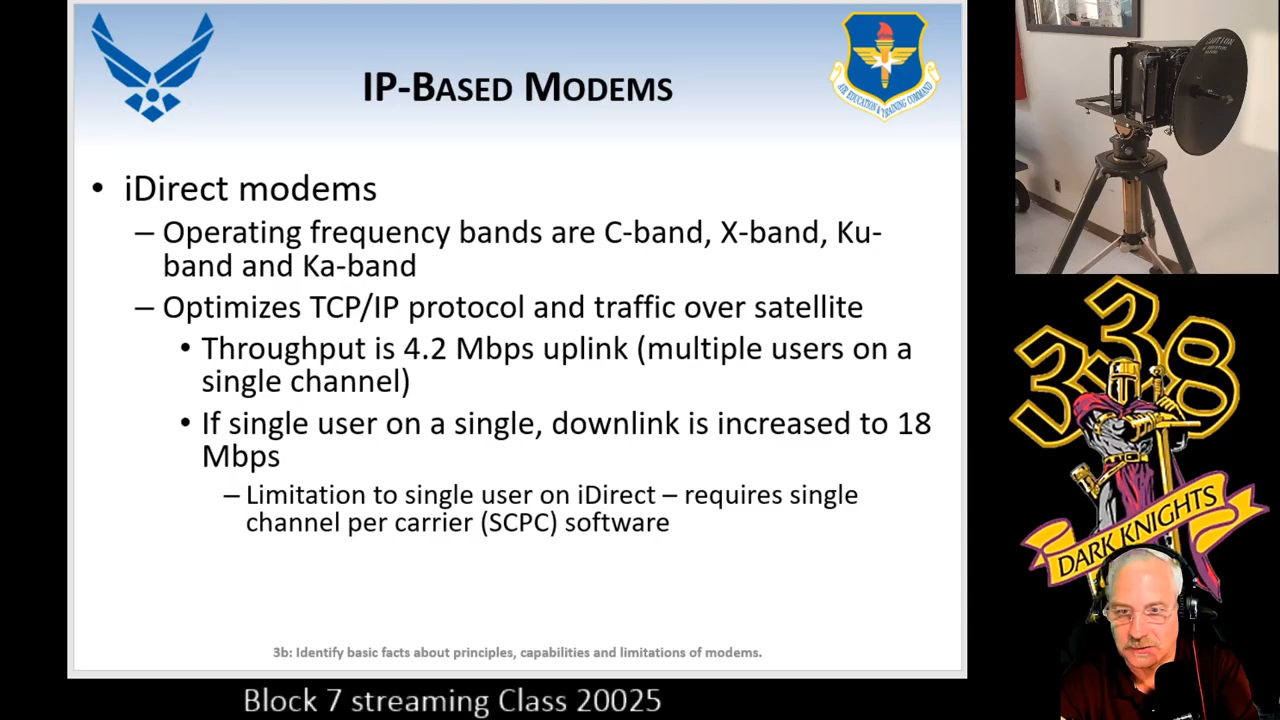 IP-BASED MODEMS
AIR EDUCATION & TRAINING COMMAND
• iDirect modems
– Operating frequency bands are C-band, X-band, Ku-
band and Ka-band
– Optimizes TCP/IP protocol and traffic over satellite
• Throughput is 4.2 Mbps uplink (multiple users on a
single channel)
• If single user on a single, downlink is increased to 18
Mbps
– Limitation to single user on iDirect – requires single
channel per carrier (SCPC) software
3b: Identify basic facts about principles, capabilities and limitations of modems.
Block 7 streaming Class 20025
338
DARK KNIGHTS